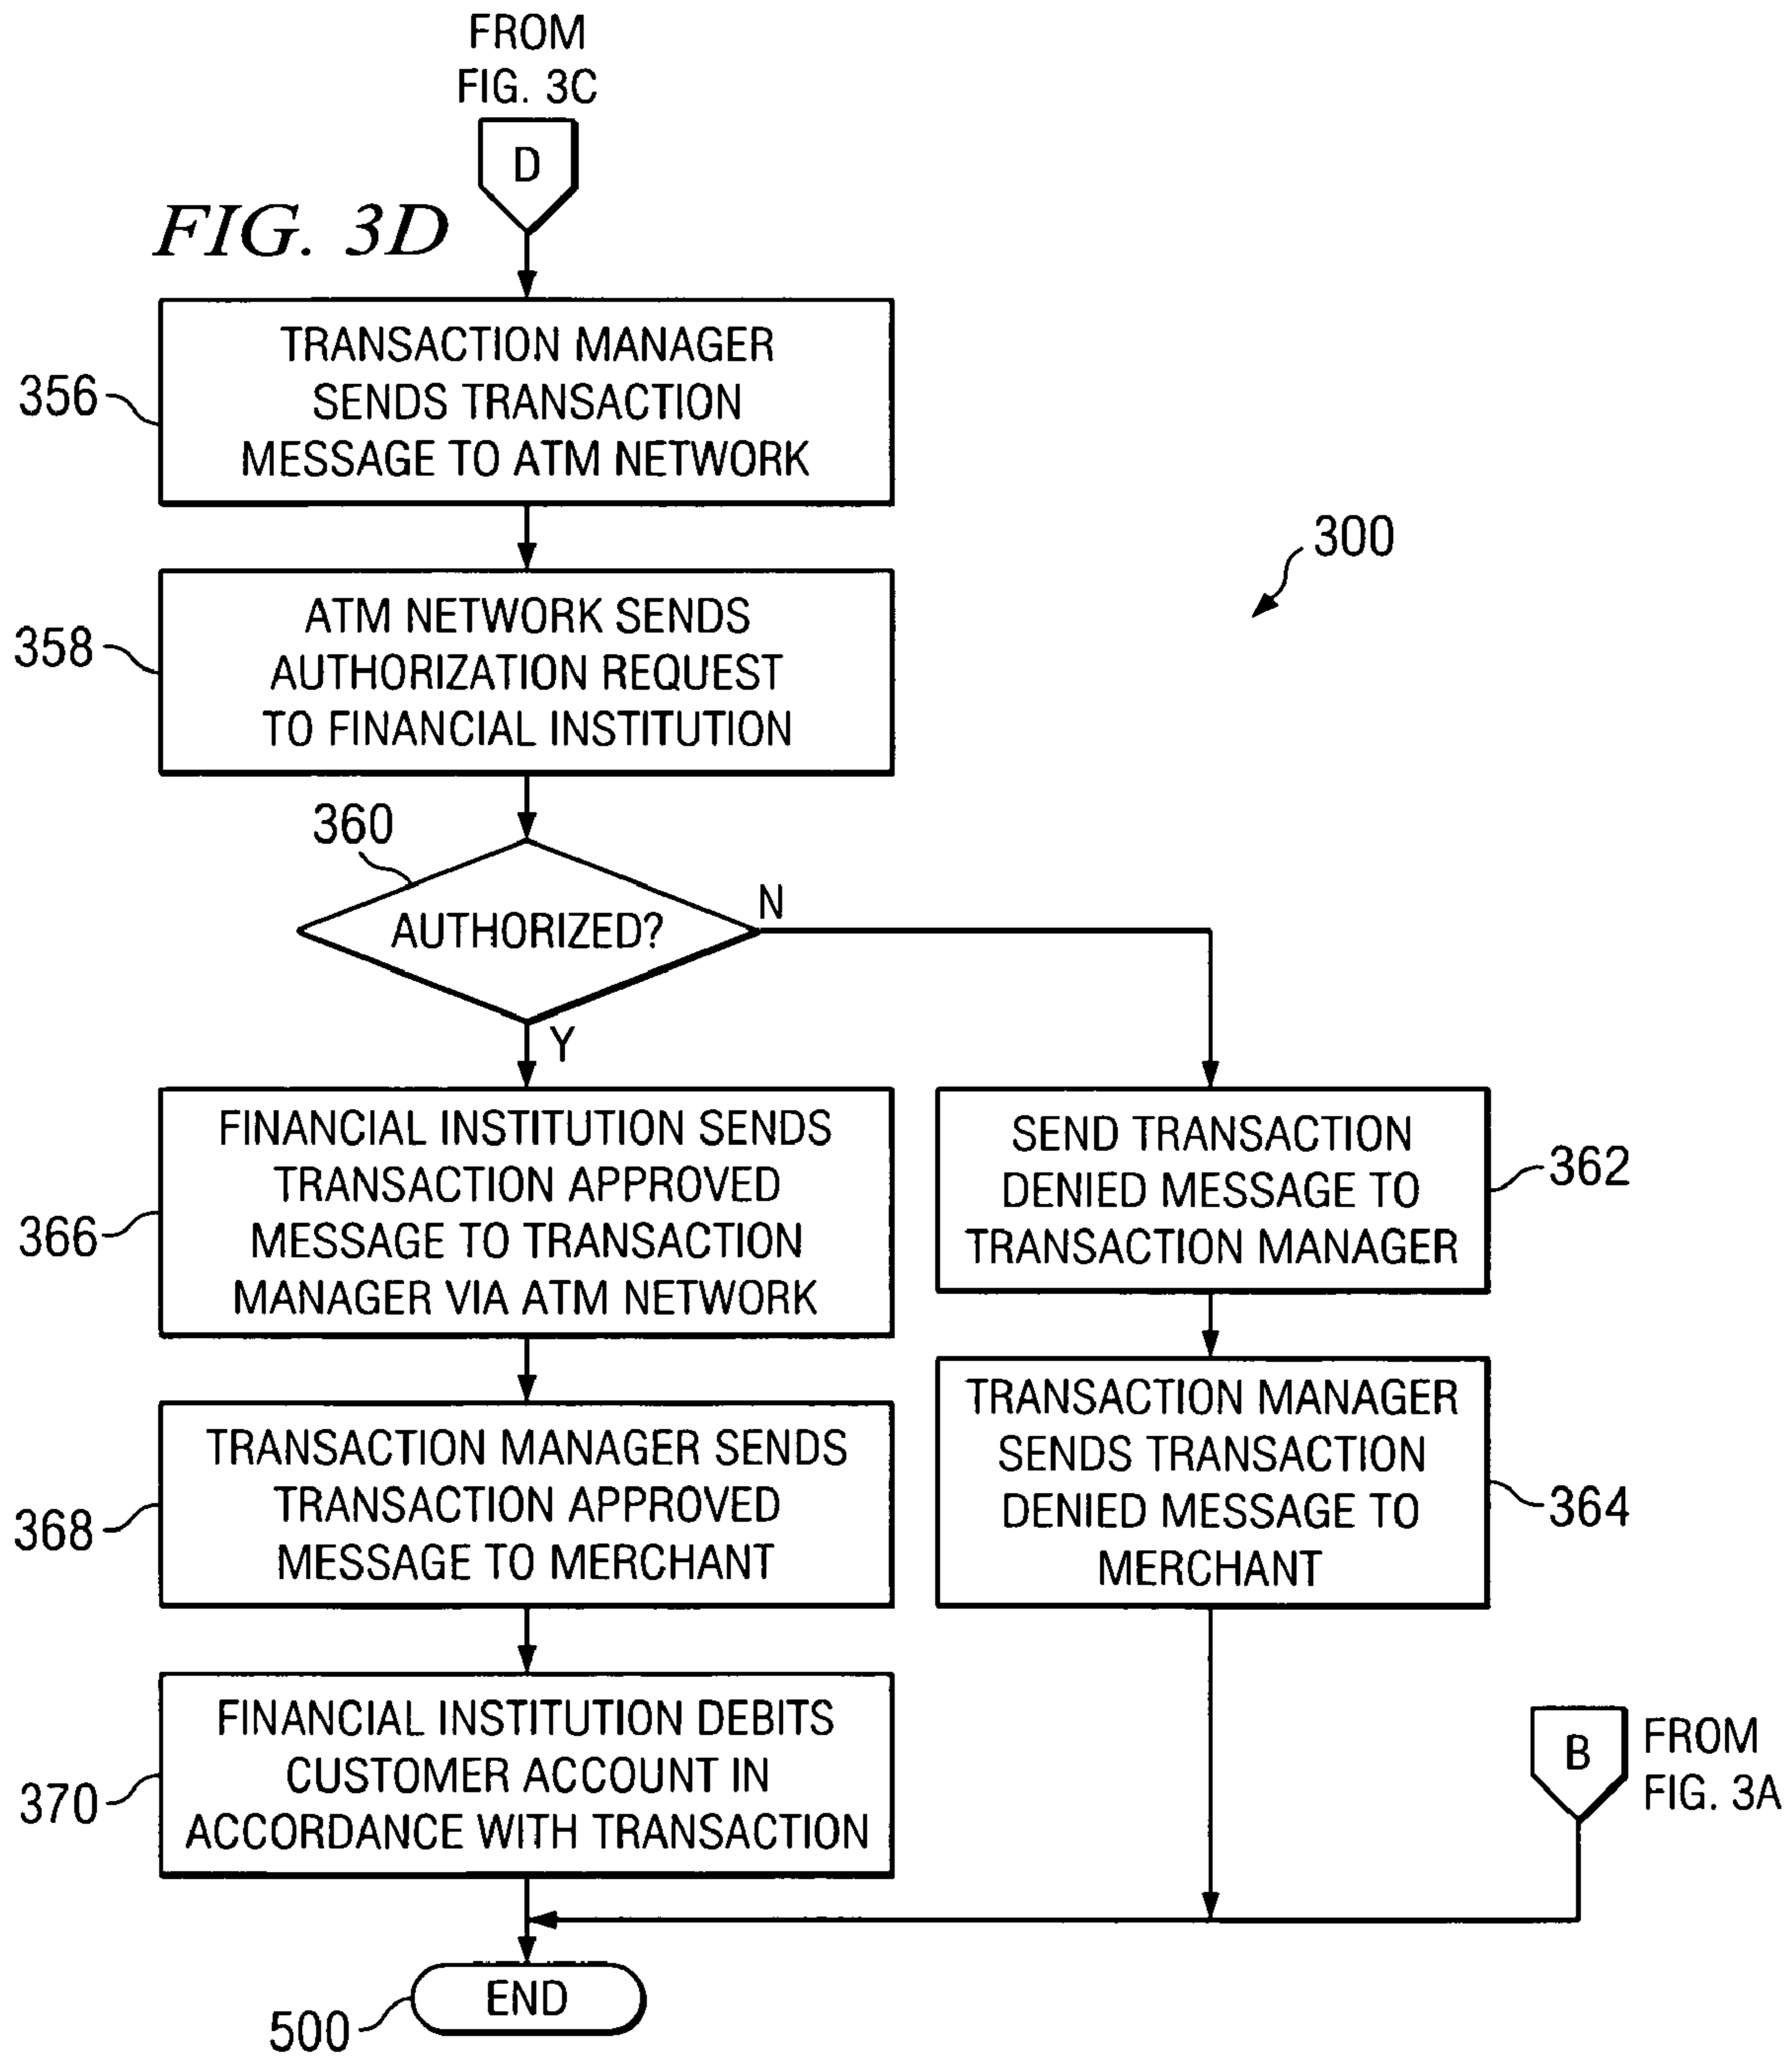 FROM
FIG. 3C
D
FIG. 3D
TRANSACTION MANAGER
SENDS TRANSACTION
MESSAGE TO ATM NETWORK
356
ATM NETWORK SENDS
AUTHORIZATION REQUEST
TO FINANCIAL INSTITUTION
358
300
360
AUTHORIZED?
N
Y
FINANCIAL INSTITUTION SENDS
TRANSACTION APPROVED
MESSAGE TO TRANSACTION
MANAGER VIA ATM NETWORK
366
SEND TRANSACTION
DENIED MESSAGE TO
TRANSACTION MANAGER
362
TRANSACTION MANAGER SENDS
TRANSACTION APPROVED
MESSAGE TO MERCHANT
368
TRANSACTION MANAGER
SENDS TRANSACTION
DENIED MESSAGE TO
MERCHANT
364
FINANCIAL INSTITUTION DEBITS
CUSTOMER ACCOUNT IN
ACCORDANCE WITH TRANSACTION
370
B
FROM
FIG. 3A
END
500